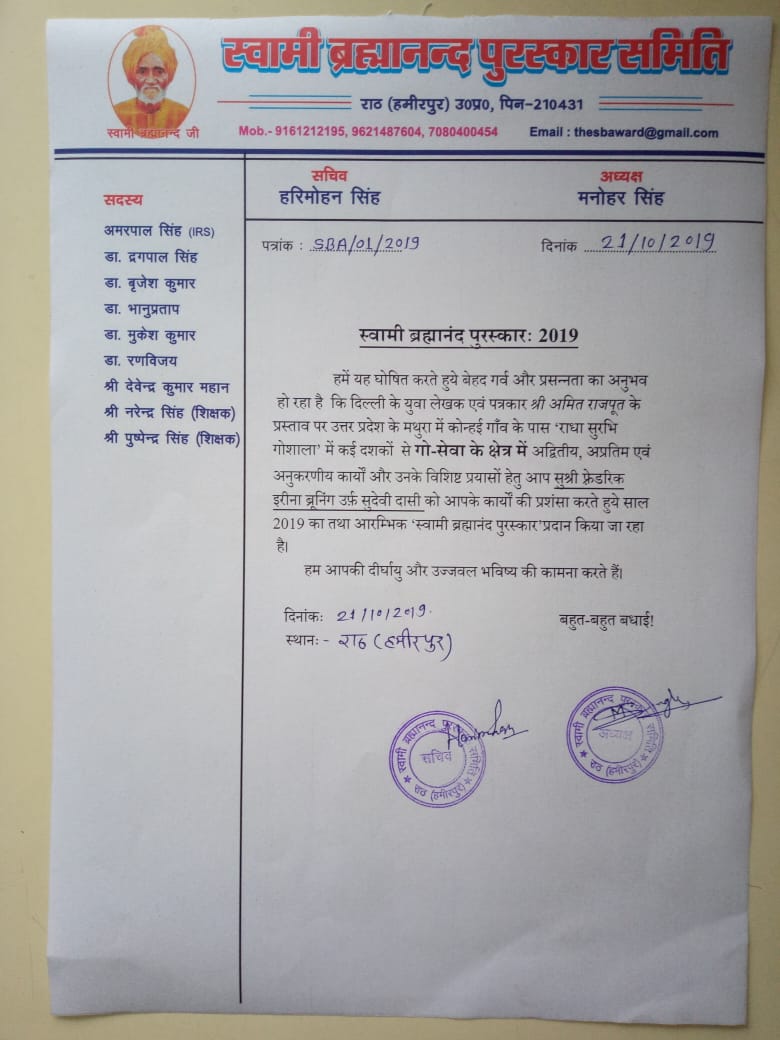 स्वामी ब्रह्मानन्द पुरस्कार समिति
राठ (हमीरपुर) उ०प्र०, पिन-210431
स्वामी ब्रह्मानन्द जी
Mob.- 9161212195, 9621487604, 7080400454 Email : thesbaward@gmail.com
सचिव
हरिमोहन सिंह
अध्यक्ष
मनोहर सिंह
सदस्य
अमरपाल सिंह (IRS)
डा. द्रगपाल सिंह
डा. बृजेश कुमार
डा. भानुप्रताप
डा. मुकेश कुमार
डा. रणविजय
श्री देवेन्द्र कुमार महान
श्री नरेन्द्र सिंह (शिक्षक)
श्री पुष्पेन्द्र सिंह (शिक्षक)
पत्रांक : SBA/01/2019 दिनांक 21/10/2019
स्वामी ब्रह्मानंद पुरस्कार: 2019
हमें यह घोषित करते हुये बेहद गर्व और प्रसन्नता का अनुभव
हो रहा है कि दिल्ली के युवा लेखक एवं पत्रकार श्री अमित राजपूत के
प्रस्ताव पर उत्तर प्रदेश के मथुरा में कोन्हई गाँव के पास ‘राधा सुरभि
गोशाला’ में कई दशकों से गो-सेवा के क्षेत्र में अद्वितीय, अप्रतिम एवं
अनुकरणीय कार्यों और उनके विशिष्ट प्रयासों हेतु आप सुश्री फ़्रेडरिक
इरीना ब्रूनिंग उर्फ़ सुदेवी दासी को आपके कार्यों की प्रशंसा करते हुये साल
2019 का तथा आरम्भिक ‘स्वामी ब्रह्मानंद पुरस्कार’प्रदान किया जा रहा
है।
हम आपकी दीर्घायु और उज्जवल भविष्य की कामना करते हैं।
दिनांक: 21/10/2019. बहुत-बहुत बधाई!
स्थान: - राठ (हमीरपुर)
स्वामी ब्रह्मानन्द पुरस्कार समिति
सचिव
राठ (हमीरपुर)
स्वामी ब्रह्मानन्द पुरस्कार समिति
अध्यक्ष
राठ (हमीरपुर)